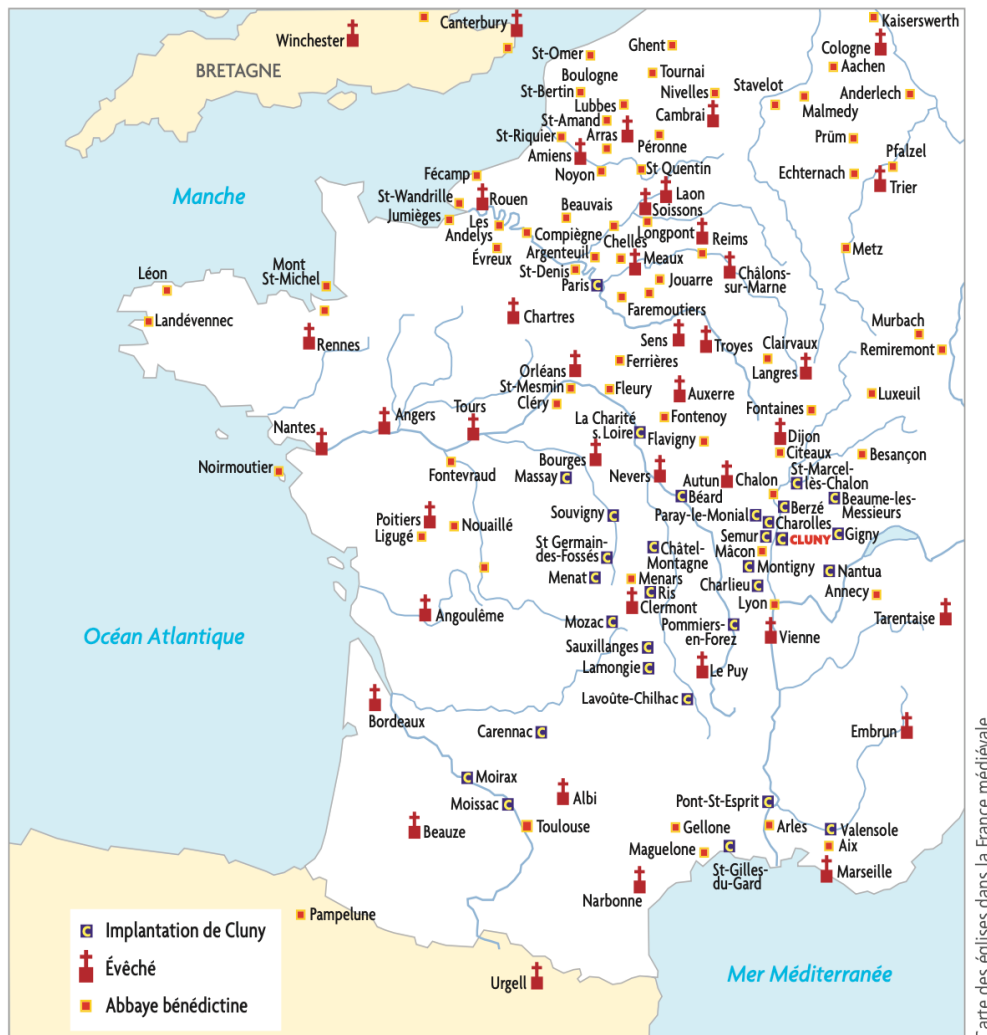 Canterbury
Kaiserswerth
Winchester
Cologne
St-Omer
Ghent
Aachen
BRETAGNE
Boulogne
Tournai
Stavelot
St-Bertin
Nivelles
Anderlech
Lubbes
Malmedy
St-Amand
Cambrai
St-Riquier
Arras
Prüm
Amiens
Péronne
Pfalzel
Fécamp
Noyon
St Quentin
Echternach
Trier
Manche
St-Wandrille
Rouen
Laon
Jumièges
Beauvais
Soissons
Les
Andelys
Compiègne
Longpont
Reims
Chelles
Évreux
Argenteuil
Meaux
Metz
St-Denis
Jouarre
Châlons-
sur-Marne
Paris
Mont
St-Michel
Léon
Faremoutiers
Landévennec
Chartres
Murbach
Rennes
Sens
Troyes
Clairvaux
Remiremont
Orléans
Ferrières
Langres
St-Mesmin
Fleury
Auxerre
Luxeuil
Cléry
Tours
Angers
La Charité
s. Loire
Fontenoy
Fontaines
Nantes
Flavigny
Dijon
Citeaux
Besançon
Noirmoutier
Fontevraud
Bourges
Nevers
Autun
Chalon
St-Marcel-
lès-Chalon
Massay
Béard
Beaume-les-
Messieurs
Berzé
Poitiers
Nouaillé
Souvigny
Paray-le-Monial
Charolles
Ligugé
Semur
CLUNY
Gigny
St Germain-
des-Fossés
Châtel-
Montagne
Mâcon
Montigny
Nantua
Menat
Menars
Charlieu
Ris
Annecy
Clermont
Lyon
Angoulême
Mozac
Pommiers-
en-Forez
Vienne
Tarentaise
Océan Atlantique
Sauxillanges
Lamongie
Le Puy
Lavoûte-Chilhac
Bordeaux
Carennac
Embrun
Moirax
Moissac
Albi
Pont-St-Esprit
Beauze
Toulouse
Gellone
Arles
Valensole
Maguelone
Aix
St-Gilles-
du-Gard
Marseille
Narbonne
Pampelune
Implantation de Cluny
Évêché
Abbaye bénédictine
Urgell
Mer Méditerranée
Carte des églises dans la France médiévale